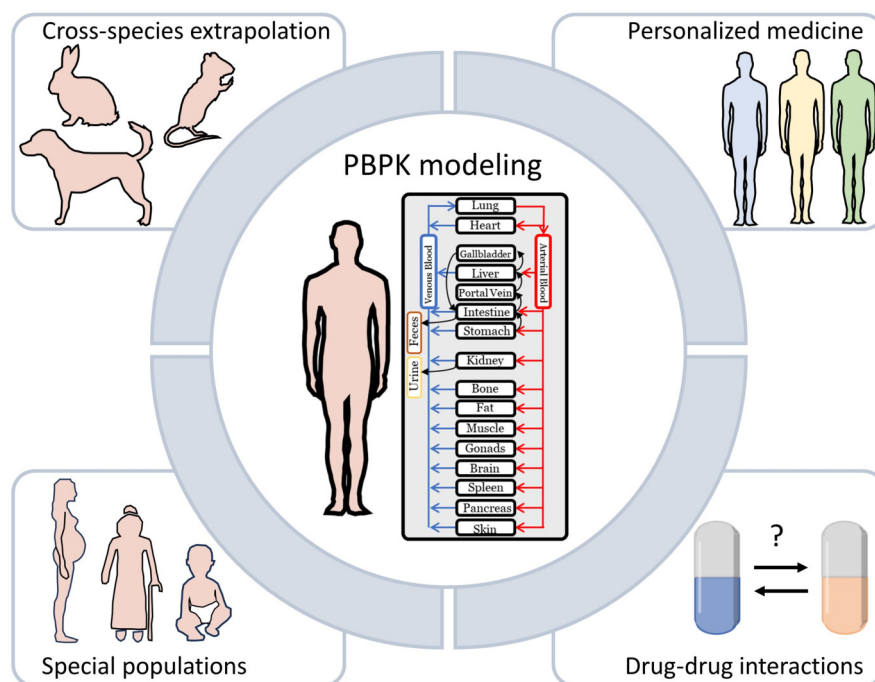 Cross-species extrapolation
Personalized medicine
PBPK modeling
Lung
Heart
Gallbladder
Liver
Portal Vein
Intestine
Stomach
Kidney
Bone
Fat
Muscle
Gonads
Brain
Spleen
Pancreas
Skin
Venous Blood
Arterial Blood
Feces
Urine
?
Special populations
Drug-drug interactions